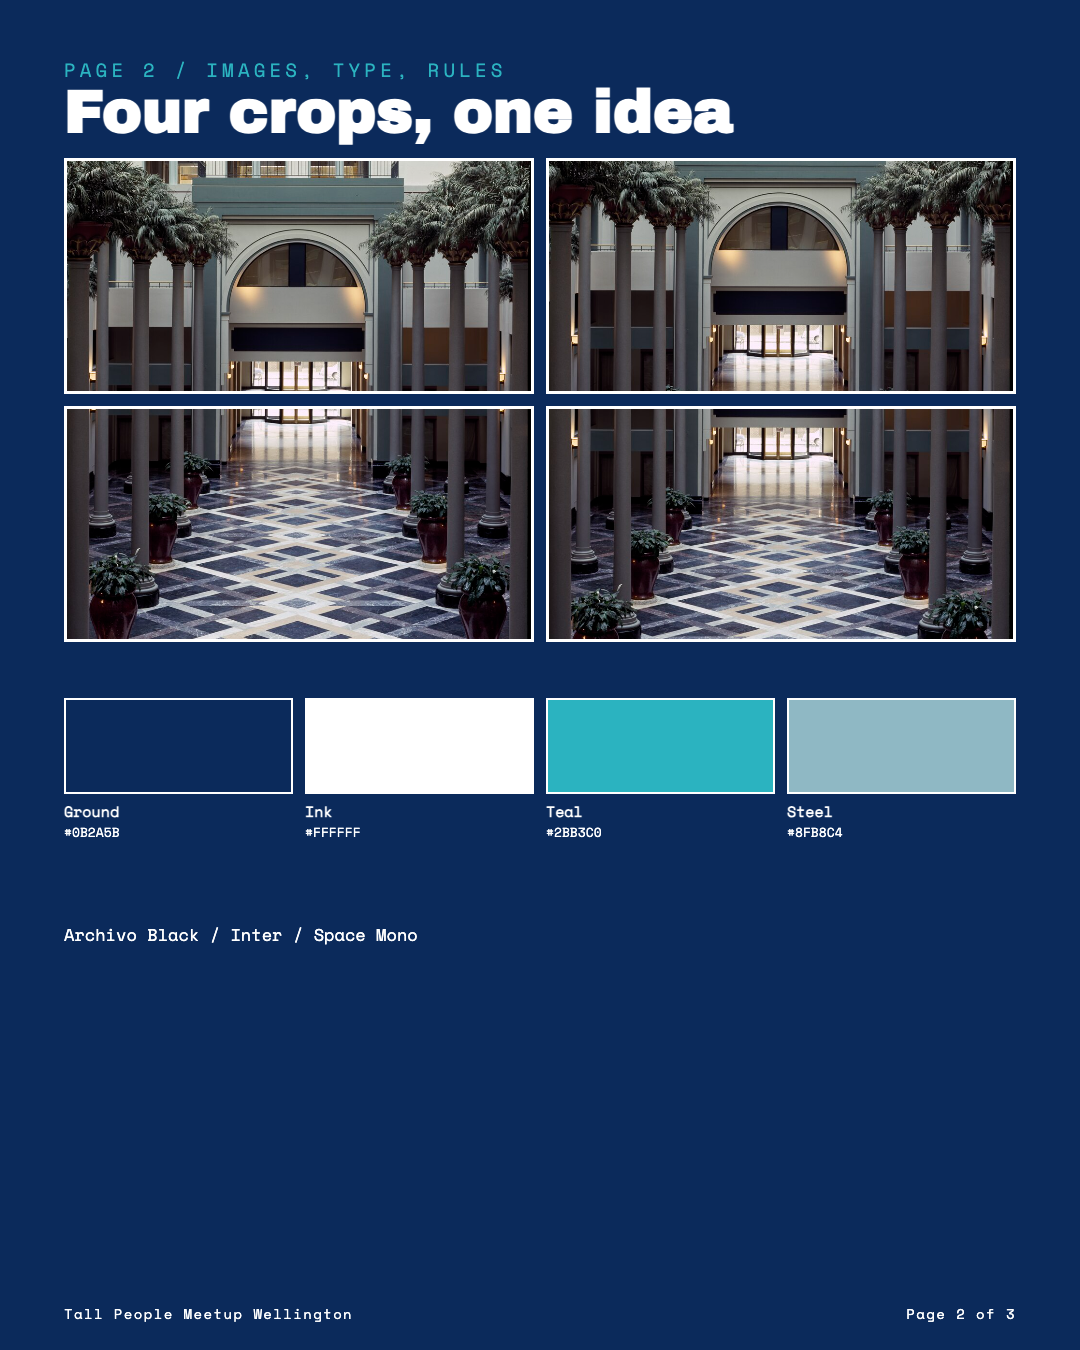 PAGE 2 / IMAGES, TYPE, RULES
Four crops, one idea
Ground
#0B2A5B
Ink
#FFFFFF
Teal
#2BB3C0
Steel
#8FB8C4
Archivo Black / Inter / Space Mono
Tall People Meetup Wellington
Page 2 of 3